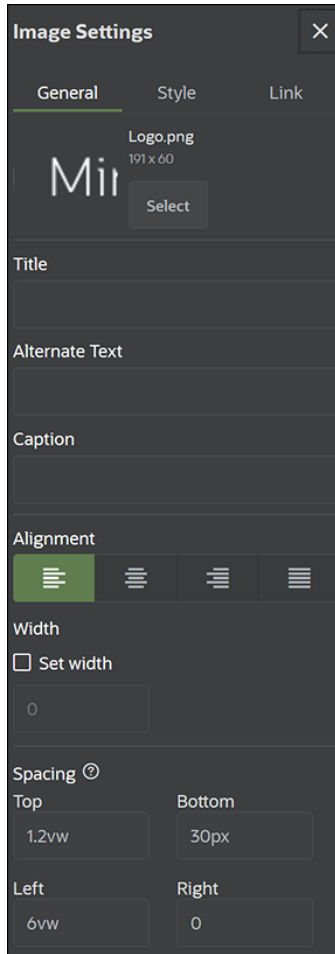 Image Settings
General Style Link
Logo.png
191 x 60
Select
Title
Alternate Text
Caption
Alignment
Width
Set width
0
Spacing
Top Bottom
1.2vw 30px
Left Right
6vw 0